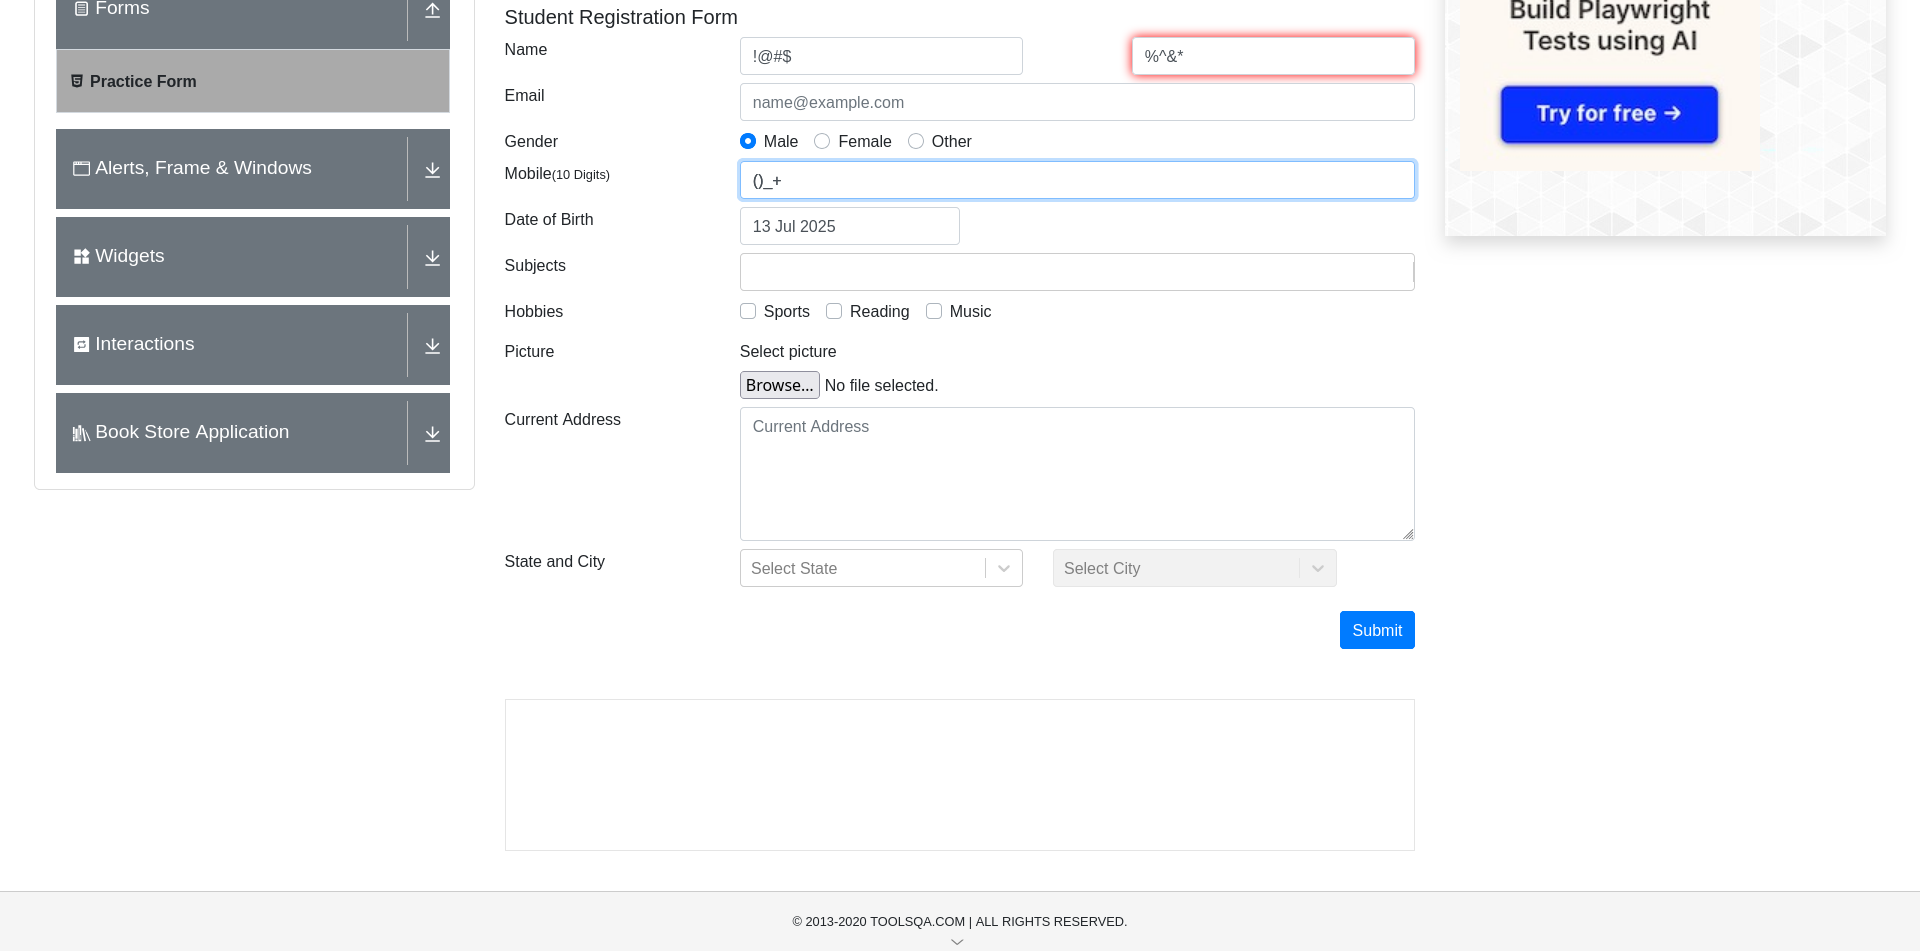 Forms
Practice Form
Alerts, Frame & Windows
Widgets
Interactions
Book Store Application
Student Registration Form
Name
!@#$
%^&*
Email
name@example.com
Gender
Male
Female
Other
Mobile(10 Digits)
()_+
Date of Birth
13 Jul 2025
Subjects
Hobbies
Sports
Reading
Music
Picture
Select picture
Browse...
No file selected.
Current Address
Current Address
State and City
Select State
Select City
Submit
Build Playwright
Tests using AI
Try for free →
© 2013-2020 TOOLSQA.COM | ALL RIGHTS RESERVED.